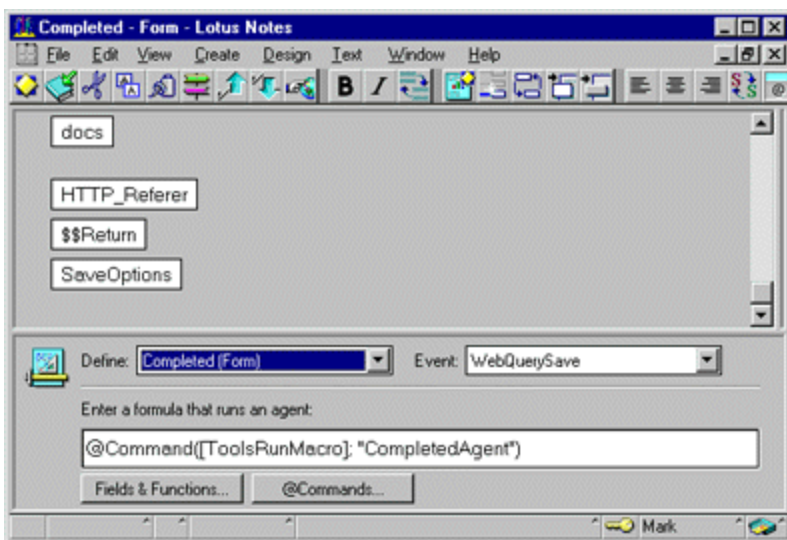 Completed - Form - Lotus Notes
File Edit View Create Design Text Window Help
B I
docs
HTTP_Referer
$$Return
SaveOptions
Define: Completed (Form) Event: WebQuerySave
Enter a formula that runs an agent:
@Command([ToolsRunMacro]; "CompletedAgent")
Fields & Functions... @Commands...
Mark